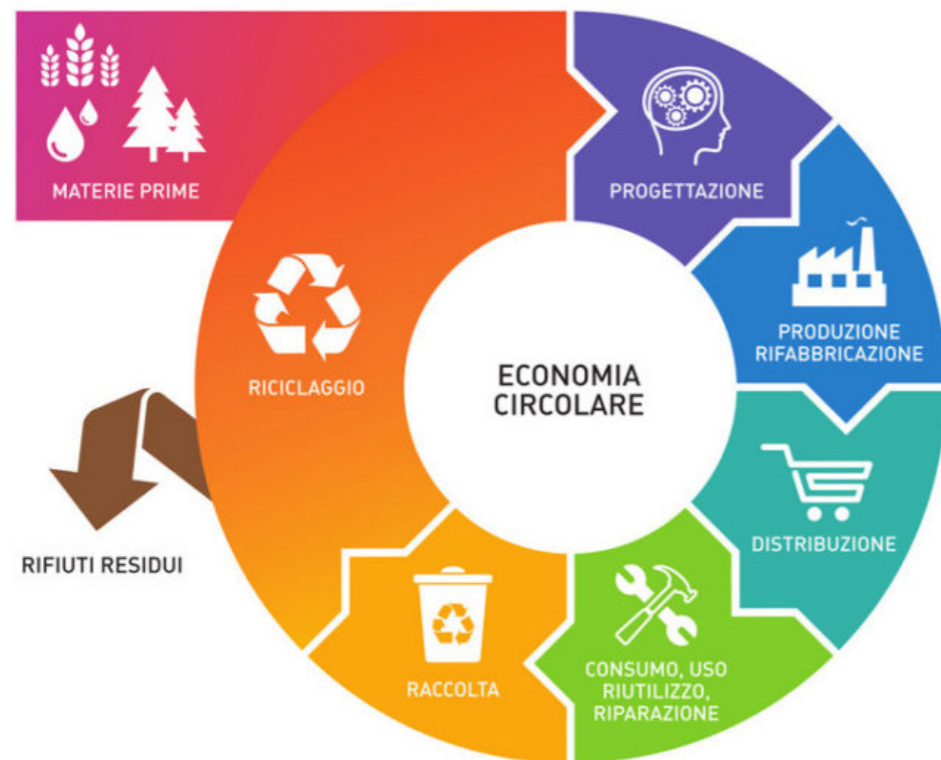 MATERIE PRIME
PROGETTAZIONE
PRODUZIONE
RIFABBRICAZIONE
DISTRIBUZIONE
CONSUMO, USO
RIUTILIZZO,
RIPARAZIONE
RACCOLTA
RICICLAGGIO
RIFIUTI RESIDUI
ECONOMIA
CIRCOLARE